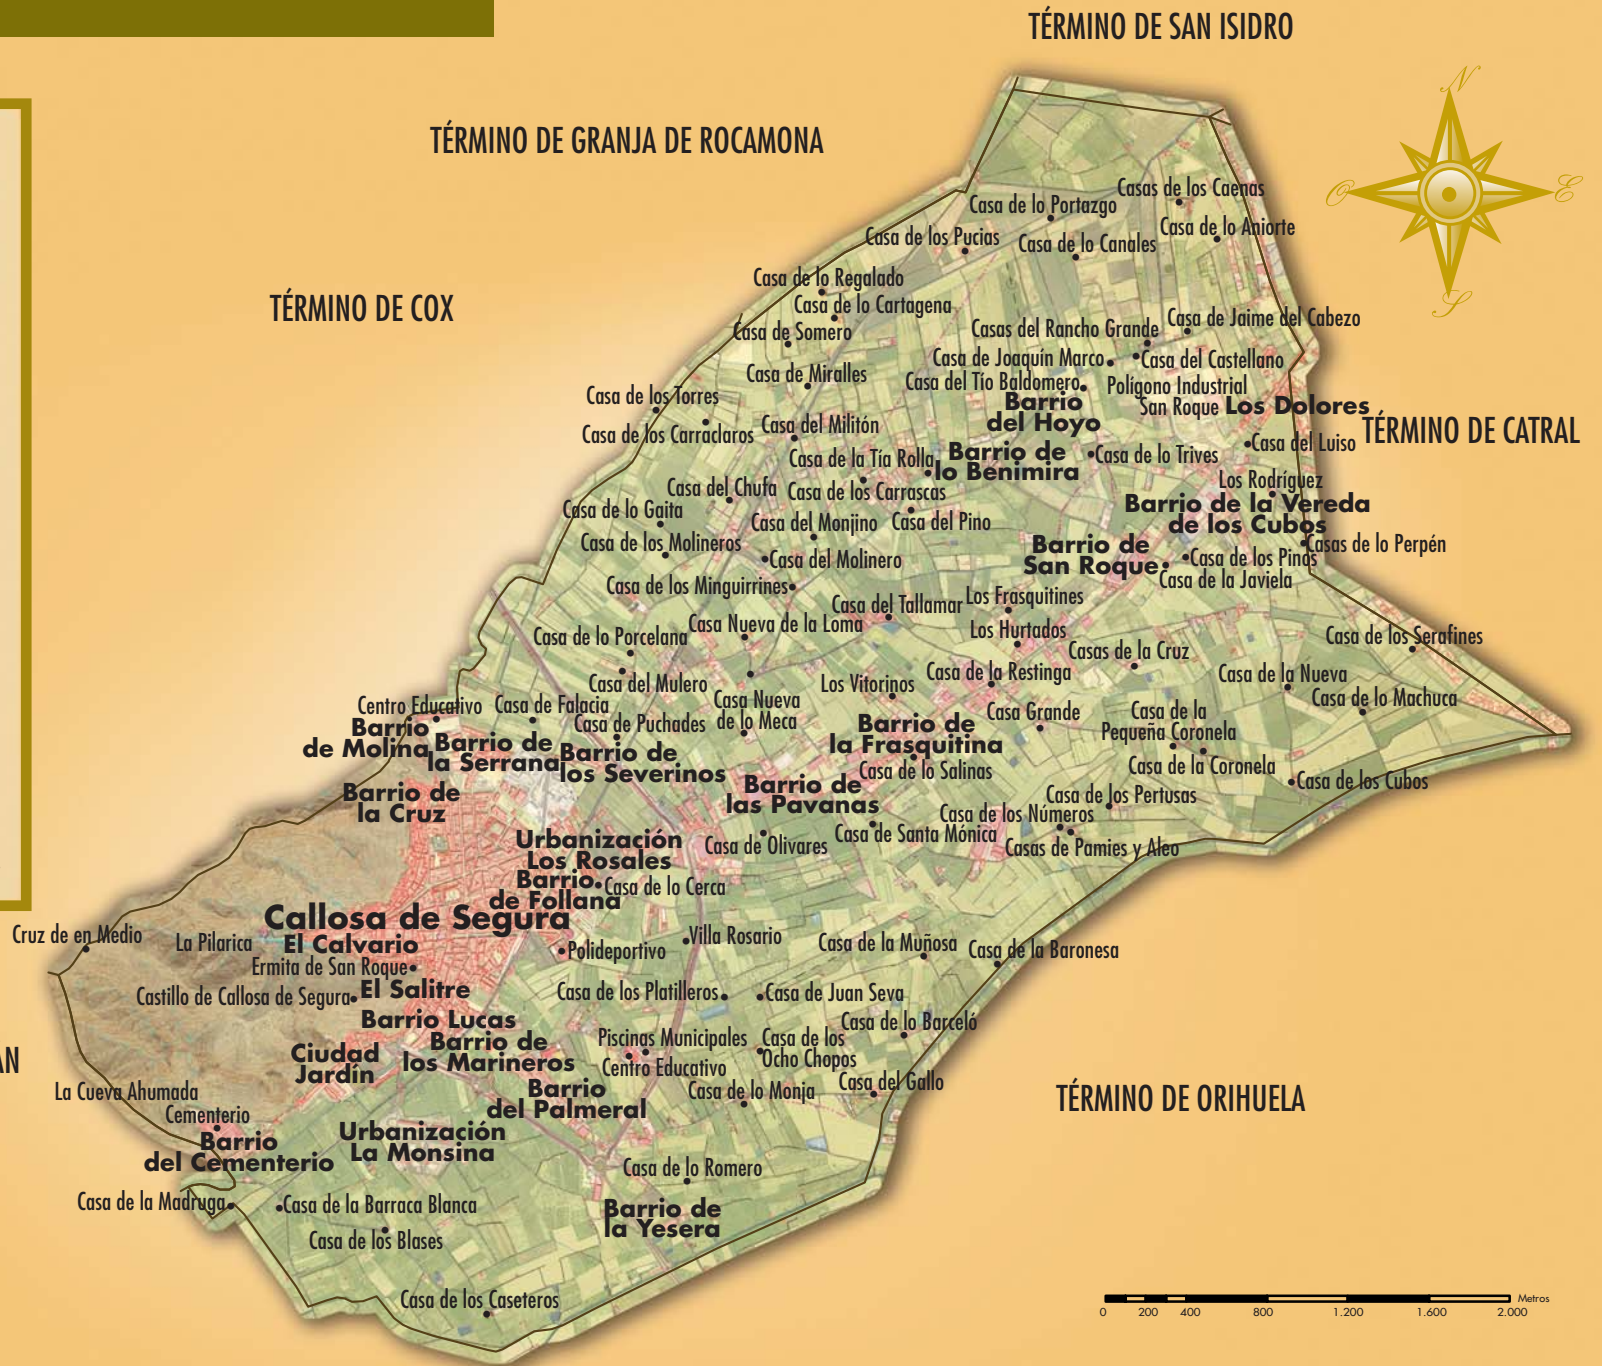 TÉRMINO DE SAN ISIDRO
TÉRMINO DE GRANJA DE ROCAMONA
TÉRMINO DE COX
TÉRMINO DE CATRAL
TÉRMINO DE ORIHUELA
AN
N
O
E
S
Casas de los Caenas
Casa de lo Portazgo
Casa de lo Aniorte
Casa de los Pucias
Casa de lo Canales
Casa de lo Regalado
Casa de lo Cartagena
Casa de Somero
Casas del Rancho Grande
Casa de Jaime del Cabezo
Casa de Joaquín Marco
Casa del Castellano
Casa de Miralles
Casa del Tío Baldomero
Polígono Industrial
San Roque
Los Dolores
Barrio
del Hoyo
Casa de los Torres
Casa de los Carraclaros
Casa del Militón
Casa del Luiso
Casa de la Tía Rolla
Barrio de
lo Benimira
Casa de lo Trives
Los Rodríguez
Casa del Chufa
Casa de los Carrascas
Barrio de la Vereda
de los Cubos
Casa de lo Gaita
Casa del Monjino
Casa del Pino
Casa de los Molineros
Casa del Molinero
Barrio de
San Roque
Casas de lo Perpén
Casa de los Pinos
Casa de la Javiela
Casa de los Minguirrines
Casa del Tallamar
Los Frasquitines
Casa Nueva de la Loma
Los Hurtados
Casa de lo Porcelana
Casas de la Cruz
Casa de los Serafines
Casa de la Restinga
Casa de la Nueva
Casa del Mulero
Los Vitorinos
Casa Nueva
de lo Meca
Casa de lo Machuca
Centro Educativo
Casa de Falacia
Casa de Puchades
Casa Grande
Casa de la
Pequeña Coronela
Barrio
de Molina
Barrio de
la Serrana
Barrio de
los Severinos
Barrio de
la Frasquitina
Casa de lo Salinas
Casa de la Coronela
Casa de los Cubos
Barrio de
la Cruz
Barrio de
las Pavanas
Casa de los Pertusas
Casa de los Números
Casa de Santa Mónica
Casas de Pamies y Aleo
Casa de Olivares
Urbanización
Los Rosales
Barrio
de Follana
Casa de lo Cerca
Callosa de Segura
Cruz de en Medio
La Pilarica
El Calvario
Polideportivo
Villa Rosario
Casa de la Muñosa
Casa de la Baronesa
Ermita de San Roque
Castillo de Callosa de Segura
El Salitre
Casa de los Platilleros
Casa de Juan Seva
Barrio Lucas
Casa de lo Barceló
Barrio de
los Marineros
Piscinas Municipales
Casa de los
Ocho Chopos
Ciudad
Jardín
Centro Educativo
La Cueva Ahumada
Barrio
del Palmeral
Casa de lo Monja
Casa del Gallo
Cementerio
Barrio
del Cementerio
Urbanización
La Monsina
Casa de lo Romero
Casa de la Madruga
Casa de la Barraca Blanca
Barrio de
la Yesera
Casa de los Blases
Casa de los Caseteros
Metros
0 200 400 800 1.200 1.600 2.000